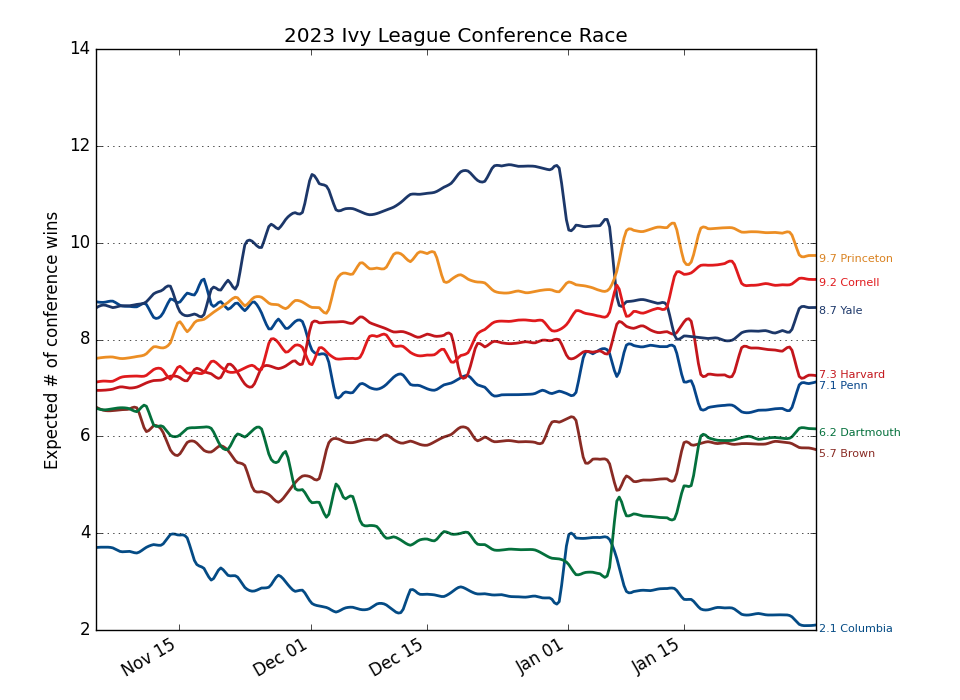 2023 Ivy League Conference Race
Expected # of conference wins
14
12
10
8
6
4
2
Nov 15
Dec 01
Dec 15
Jan 01
Jan 15
9.7 Princeton
9.2 Cornell
8.7 Yale
7.3 Harvard
7.1 Penn
6.2 Dartmouth
5.7 Brown
2.1 Columbia